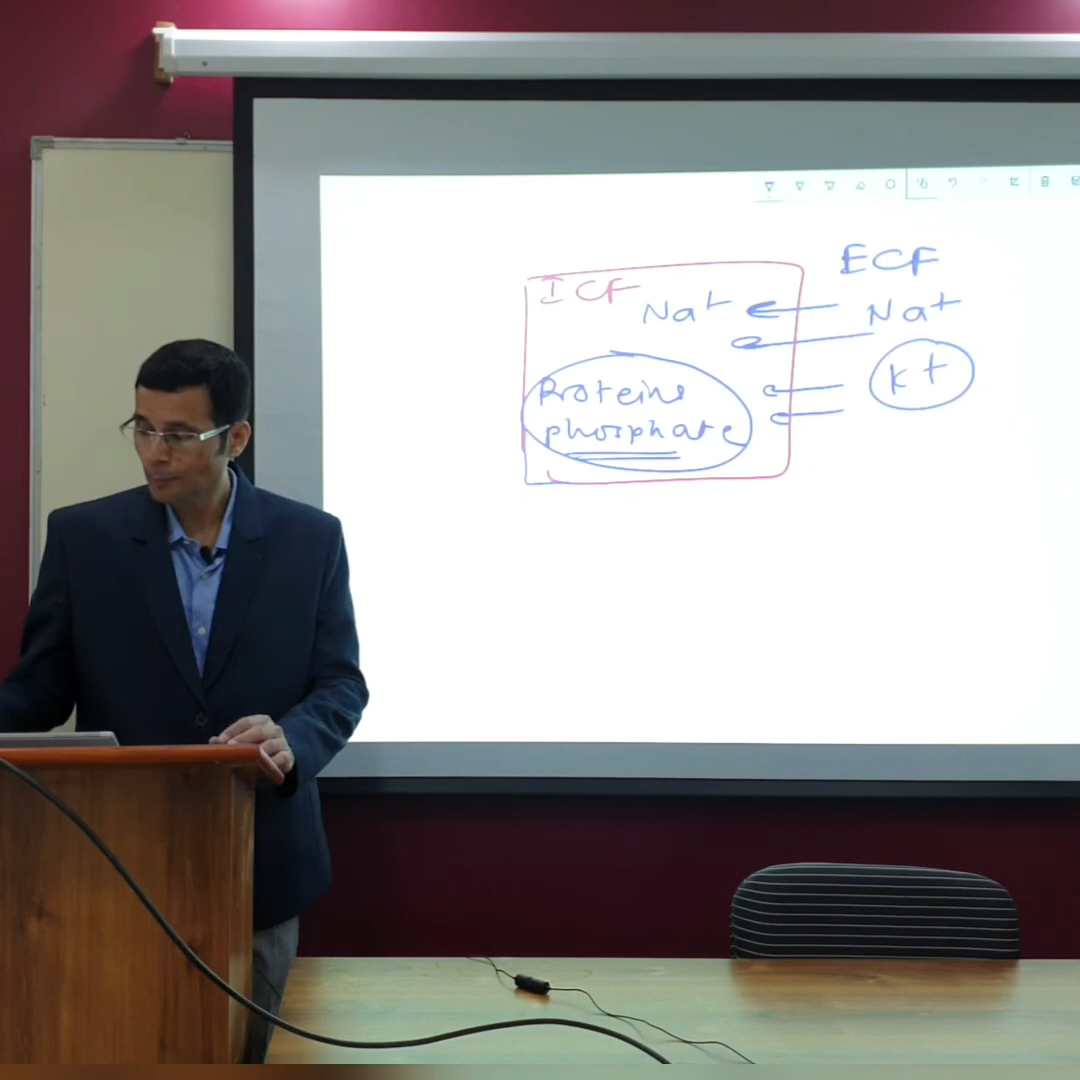 ECF
ICF
Na+ Na+
K+
Proteins
phosphate